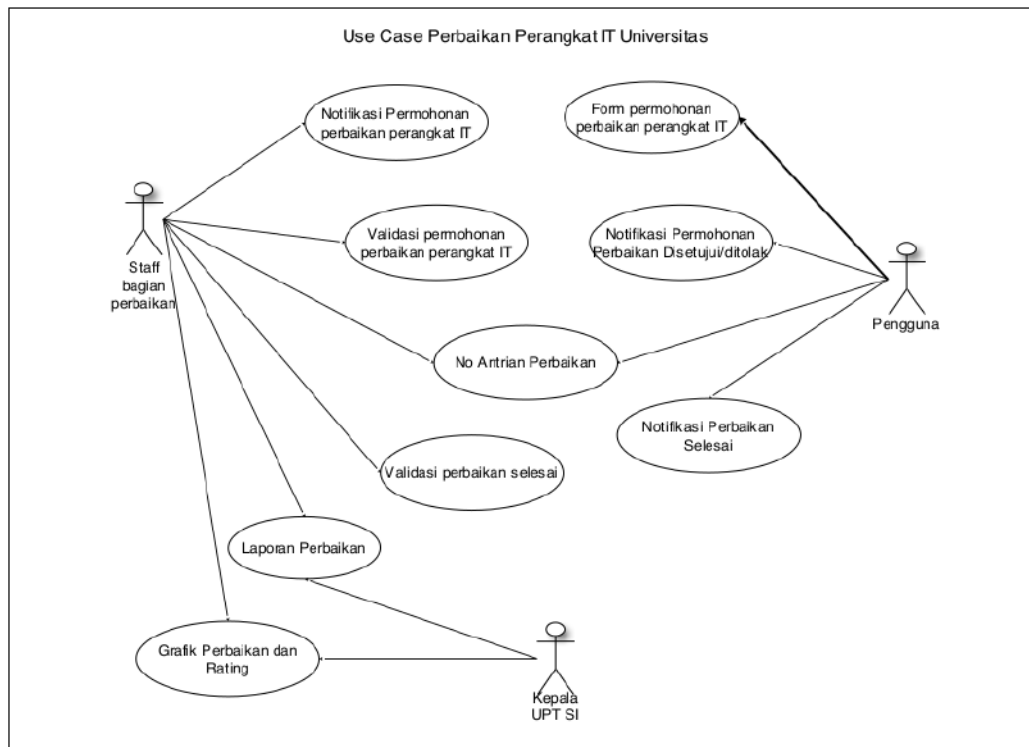 Use Case Perbaikan Perangkat IT Universitas
Notifikasi Permohonan
perbaikan perangkat IT
Form permohonan
perbaikan perangkat IT
Staff
bagian
perbaikan
Validasi permohonan
perbaikan perangkat IT
Notifikasi Permohonan
Perbaikan Disetujui/ditolak
Pengguna
No Antrian Perbaikan
Notifikasi Perbaikan
Selesai
Validasi perbaikan selesai
Laporan Perbaikan
Grafik Perbaikan dan
Rating
Kepala
UPT SI